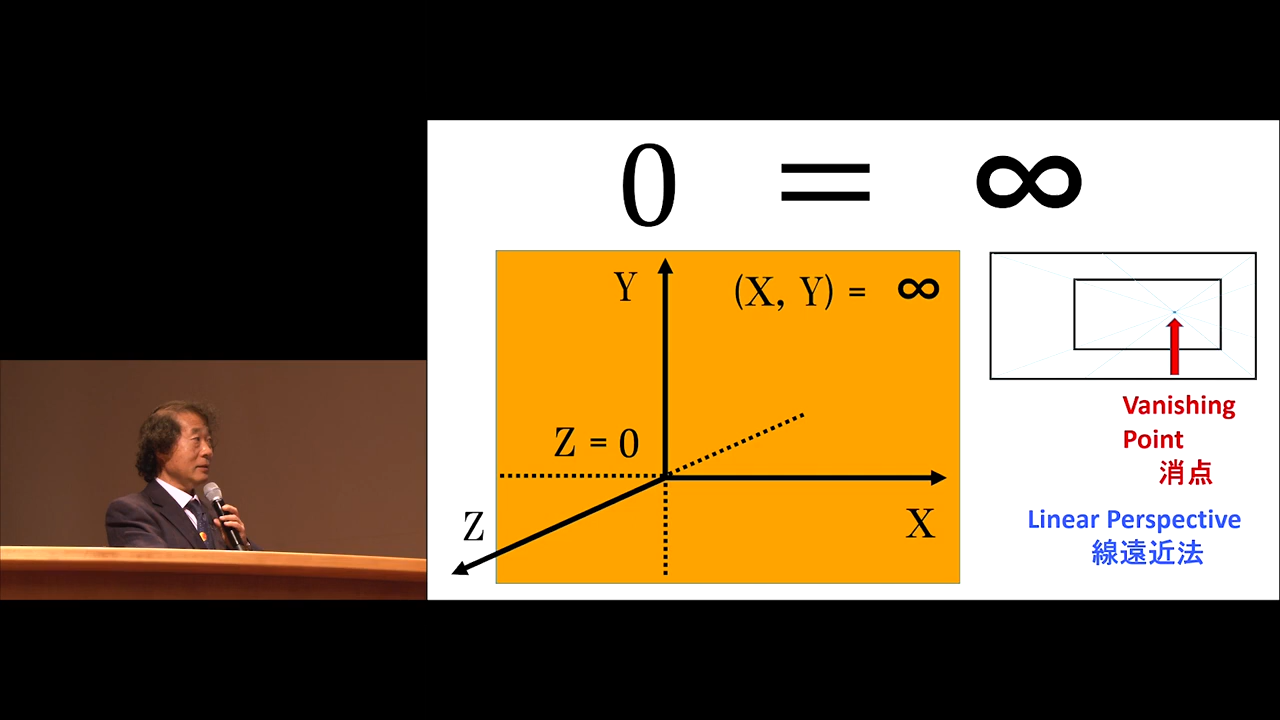 0 = ∞
Y
(X, Y) = ∞
Z = 0
Z
X
Vanishing
Point
消点
Linear Perspective
線遠近法